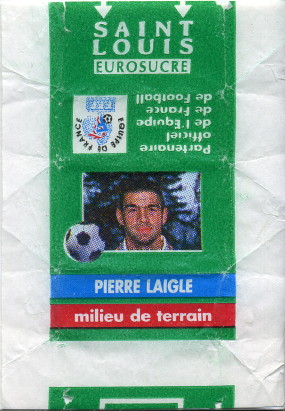 SAINT
LOUIS
EUROSUCRE
Partenaire
officiel
de l'Equipe
de France
de Football
FFF
EQUIPE DE FRANCE
PIERRE LAIGLE
milieu de terrain